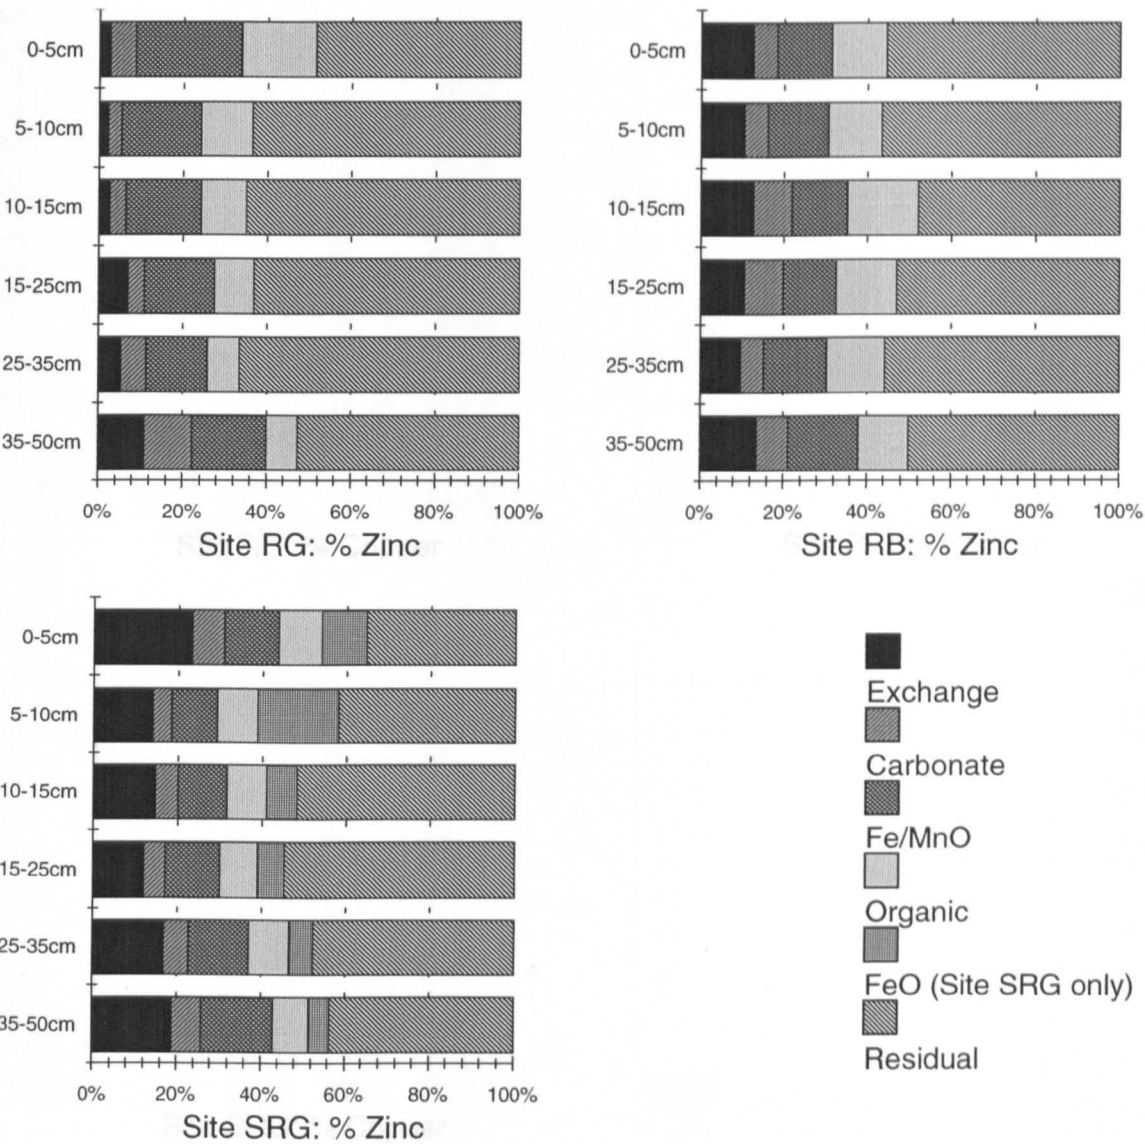 0-5cm
5-10cm
10-15cm
15-25cm
25-35cm
35-50cm
0% 20% 40% 60% 80% 100%
Site RG: % Zinc
0-5cm
5-10cm
10-15cm
15-25cm
25-35cm
35-50cm
0% 20% 40% 60% 80% 100%
Site RB: % Zinc
0-5cm
5-10cm
10-15cm
15-25cm
25-35cm
35-50cm
0% 20% 40% 60% 80% 100%
Site SRG: % Zinc
Exchange
Carbonate
Fe/MnO
Organic
FeO (Site SRG only)
Residual